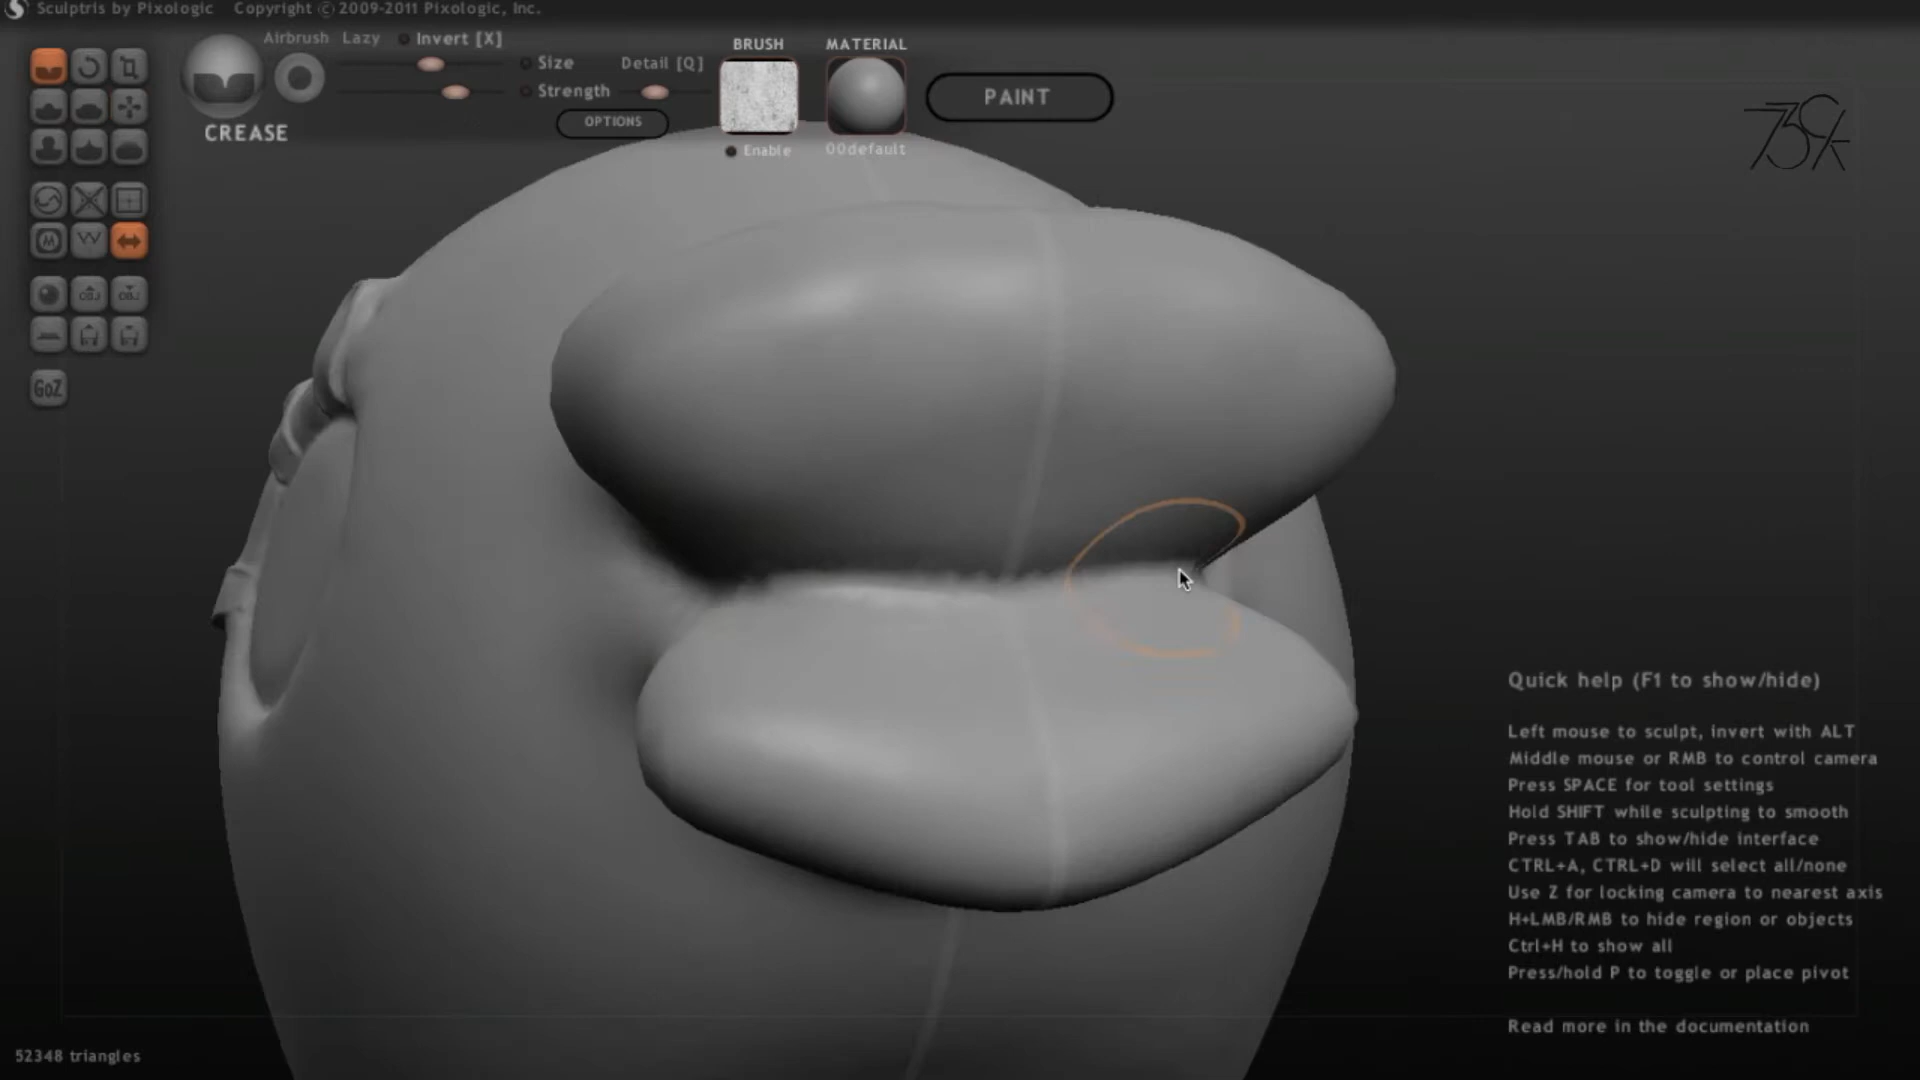 Sculptris by Pixologic Copyright © 2009-2011 Pixologic, Inc.
Airbrush Lazy Invert [X]
Size Detail [Q]
Strength
OPTIONS
CREASE
BRUSH
Enable
MATERIAL
00default
PAINT
OBJ OBJ
GoZ
Quick help (F1 to show/hide)
Left mouse to sculpt, invert with ALT
Middle mouse or RMB to control camera
Press SPACE for tool settings
Hold SHIFT while sculpting to smooth
Press TAB to show/hide interface
CTRL+A, CTRL+D will select all/none
Use Z for locking camera to nearest axis
H+LMB/RMB to hide region or objects
Ctrl+H to show all
Press/hold P to toggle or place pivot
Read more in the documentation
52348 triangles